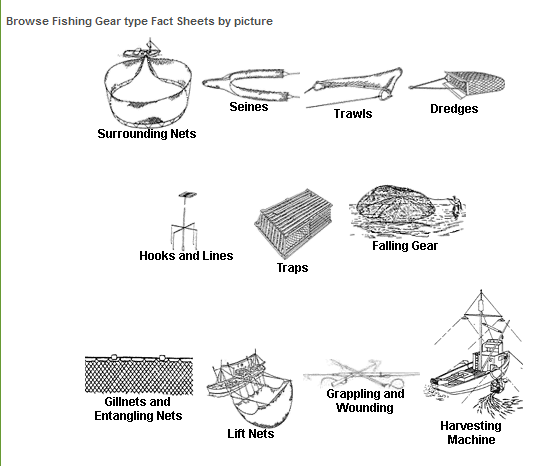 Browse Fishing Gear type Fact Sheets by picture
Surrounding Nets
Seines
Trawls
Dredges
Hooks and Lines
Traps
Falling Gear
Gillnets and
Entangling Nets
Lift Nets
Grappling and
Wounding
Harvesting
Machine